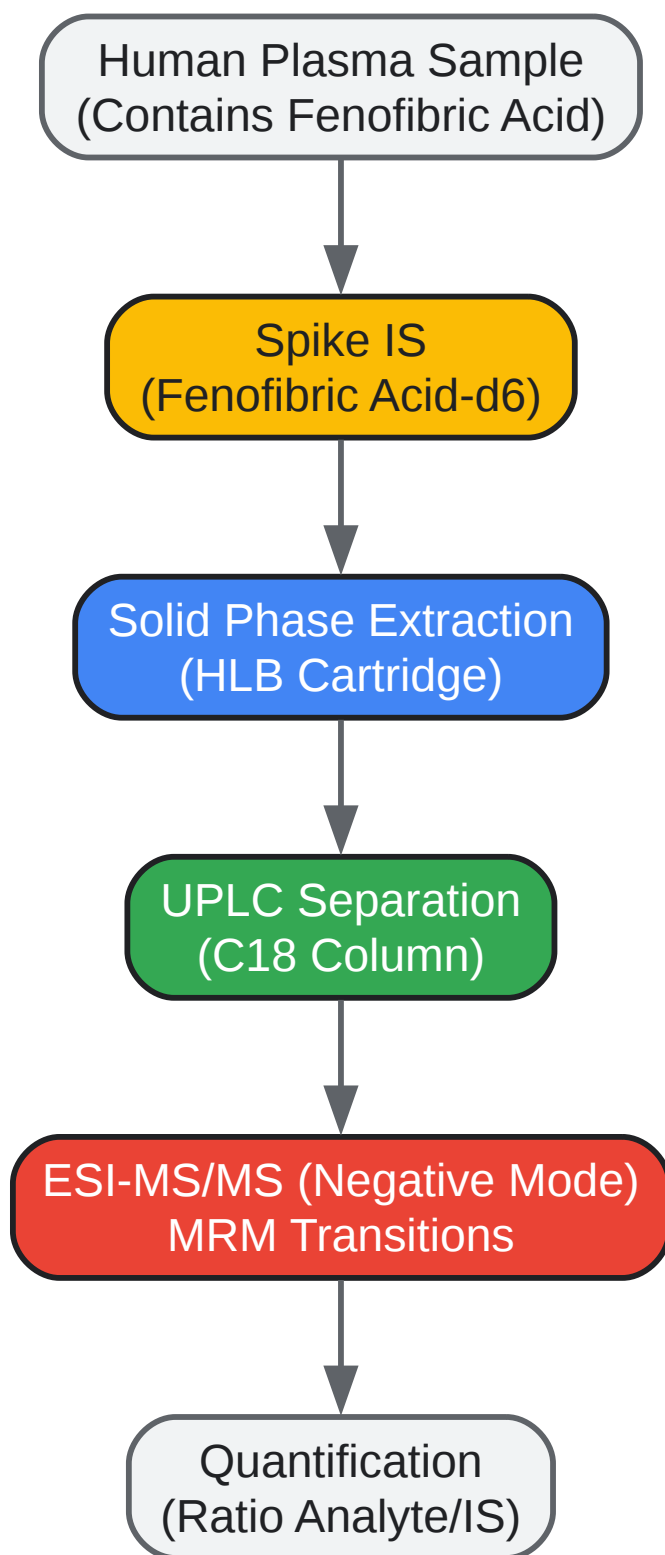 Human Plasma Sample
(Contains Fenofibric Acid)
Spike IS
(Fenofibric Acid-d6)
Solid Phase Extraction
(HLB Cartridge)
UPLC Separation
(C18 Column)
ESI-MS/MS (Negative Mode)
MRM Transitions
Quantification
(Ratio Analyte/IS)